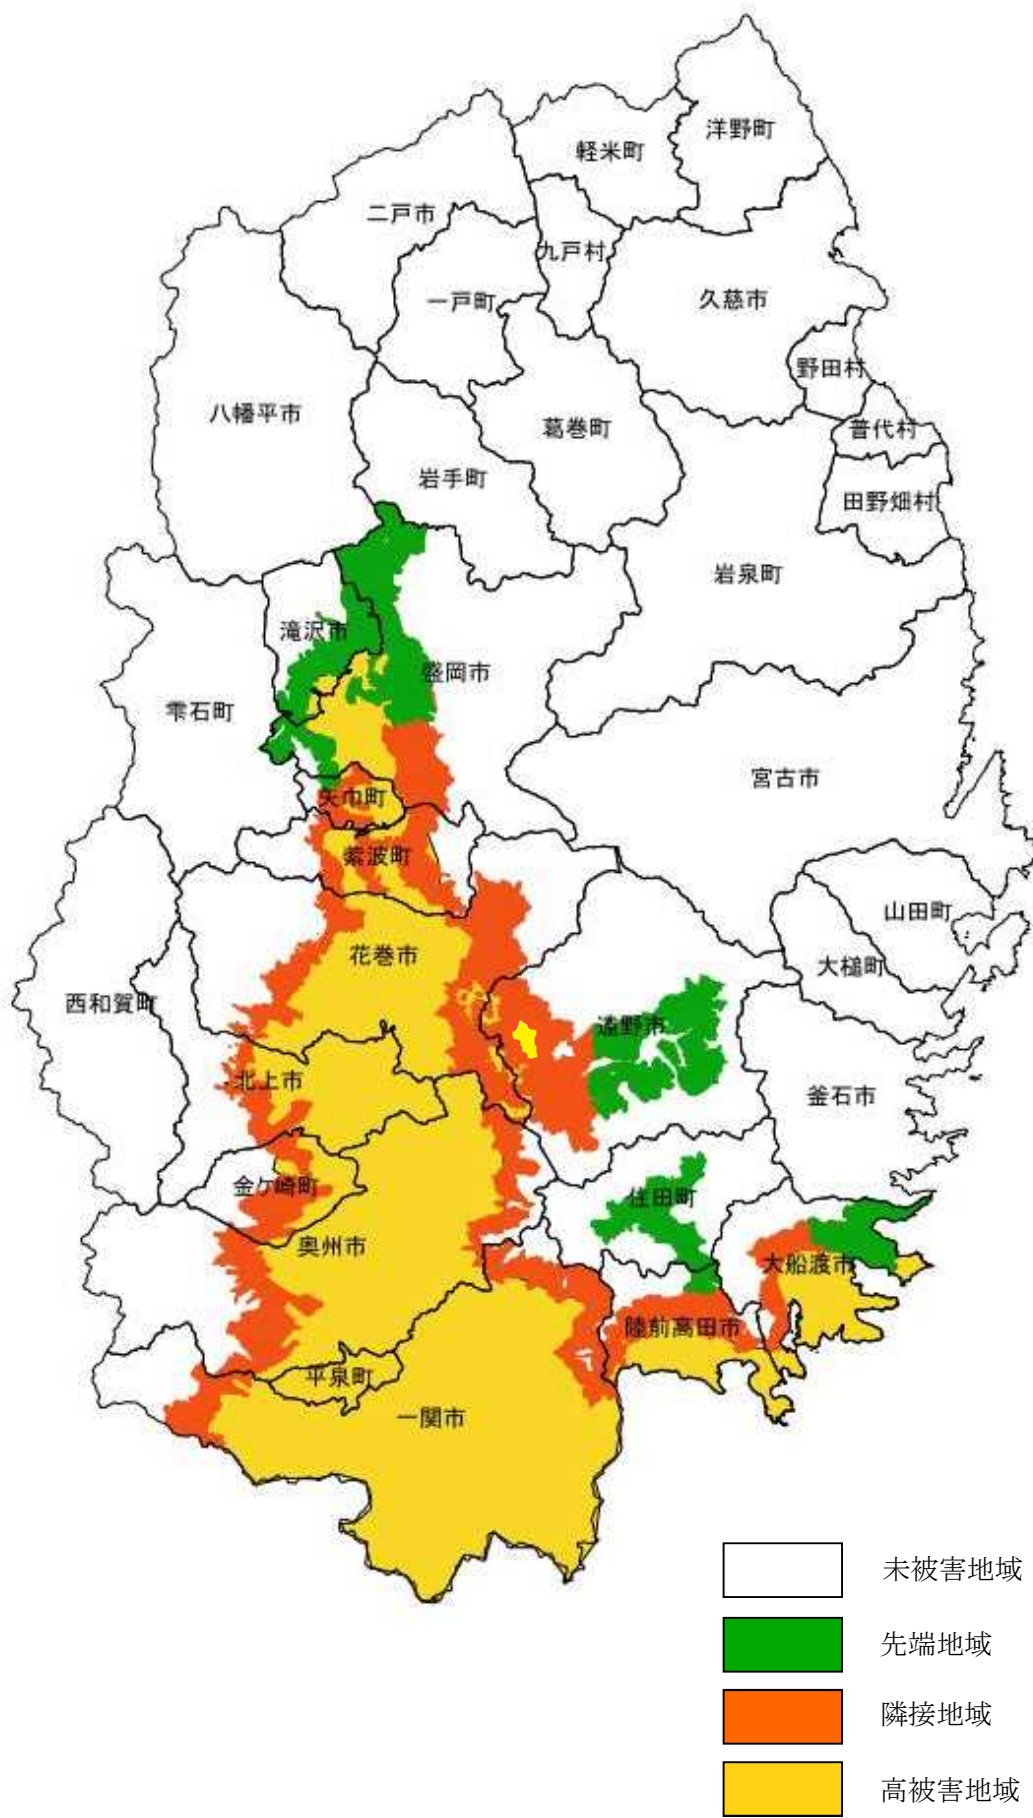 洋野町
軽米町
二戸市
九戸村
一戸町
久慈市
野田村
八幡平市
葛巻町
普代村
岩手町
田野畑村
岩泉町
滝沢市
盛岡市
雫石町
宮古市
矢巾町
紫波町
山田町
花巻市
大槌町
西和賀町
遠野市
北上市
釜石市
金ケ崎町
住田町
奥州市
大船渡市
陸前高田市
平泉町
一関市
未被害地域
先端地域
隣接地域
高被害地域